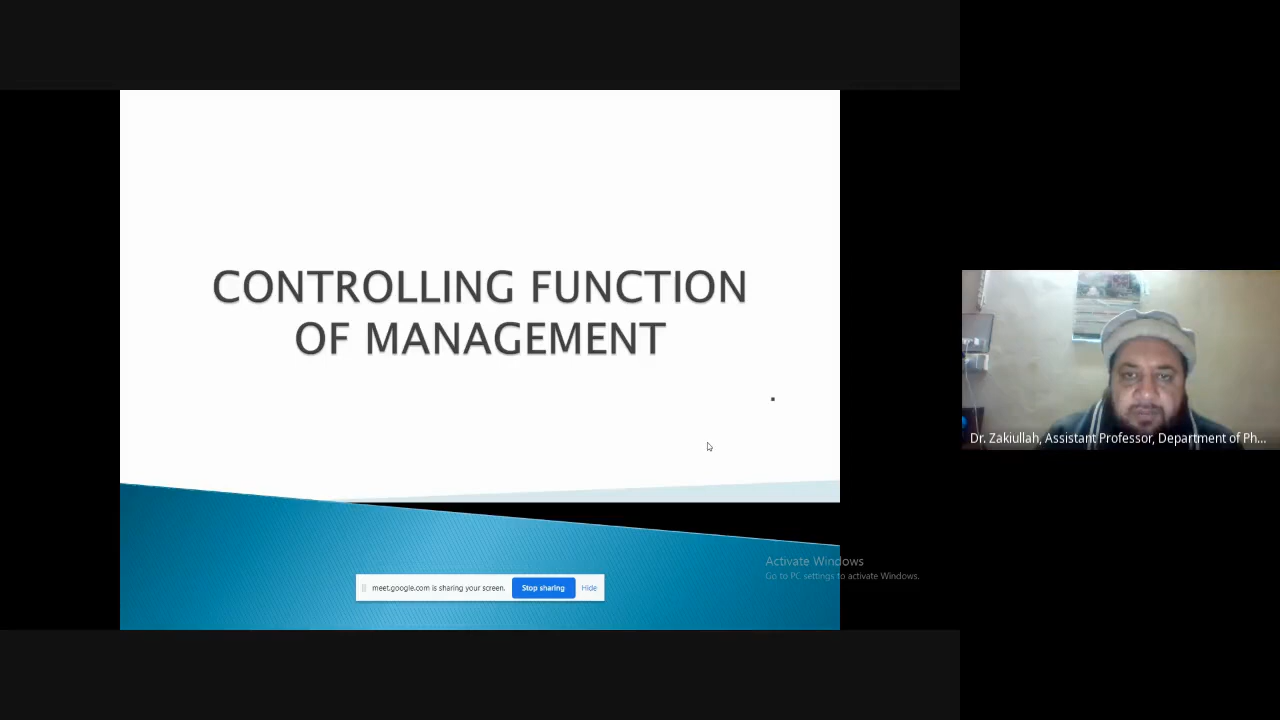 CONTROLLING FUNCTION
OF MANAGEMENT
.
Dr. Zakiullah, Assistant Professor, Department of Ph...
Activate Windows
Go to PC settings to activate Windows.
meet.google.com is sharing your screen.
Stop sharing
Hide